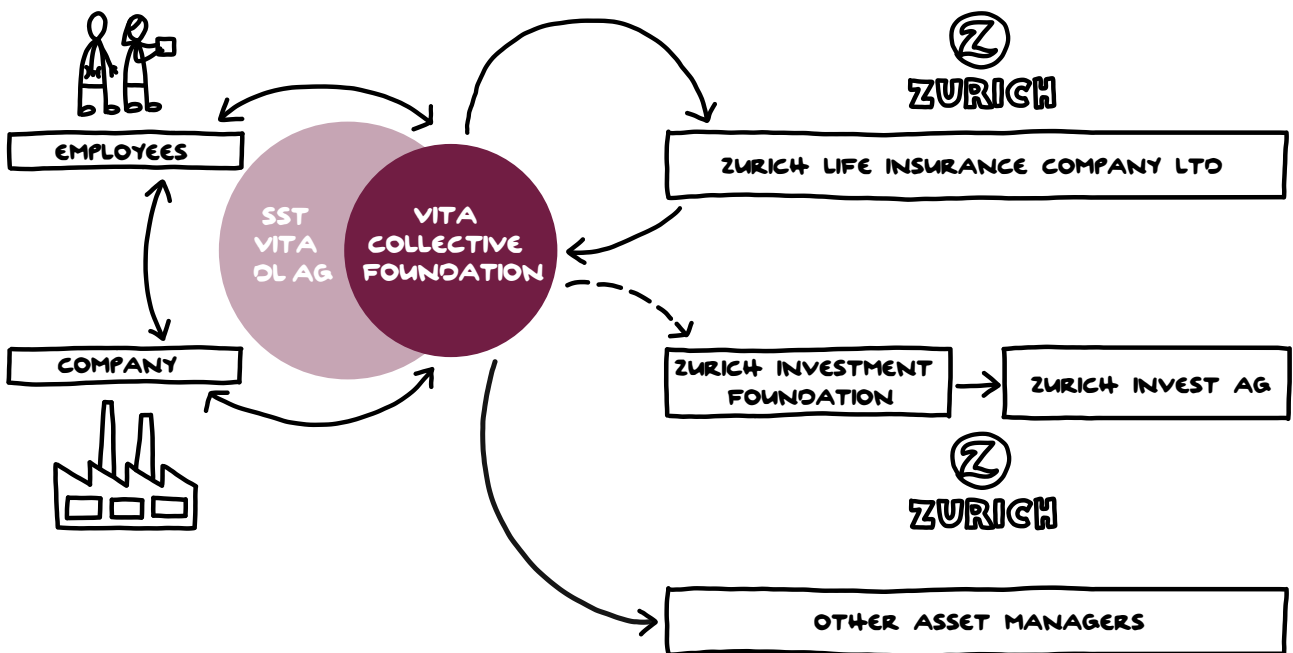 Z
ZURICH
EMPLOYEES
ZURICH LIFE INSURANCE COMPANY LTD
SST
VITA
DL AG
VITA
COLLECTIVE
FOUNDATION
COMPANY
ZURICH INVESTMENT
FOUNDATION
ZURICH INVEST AG
Z
ZURICH
OTHER ASSET MANAGERS